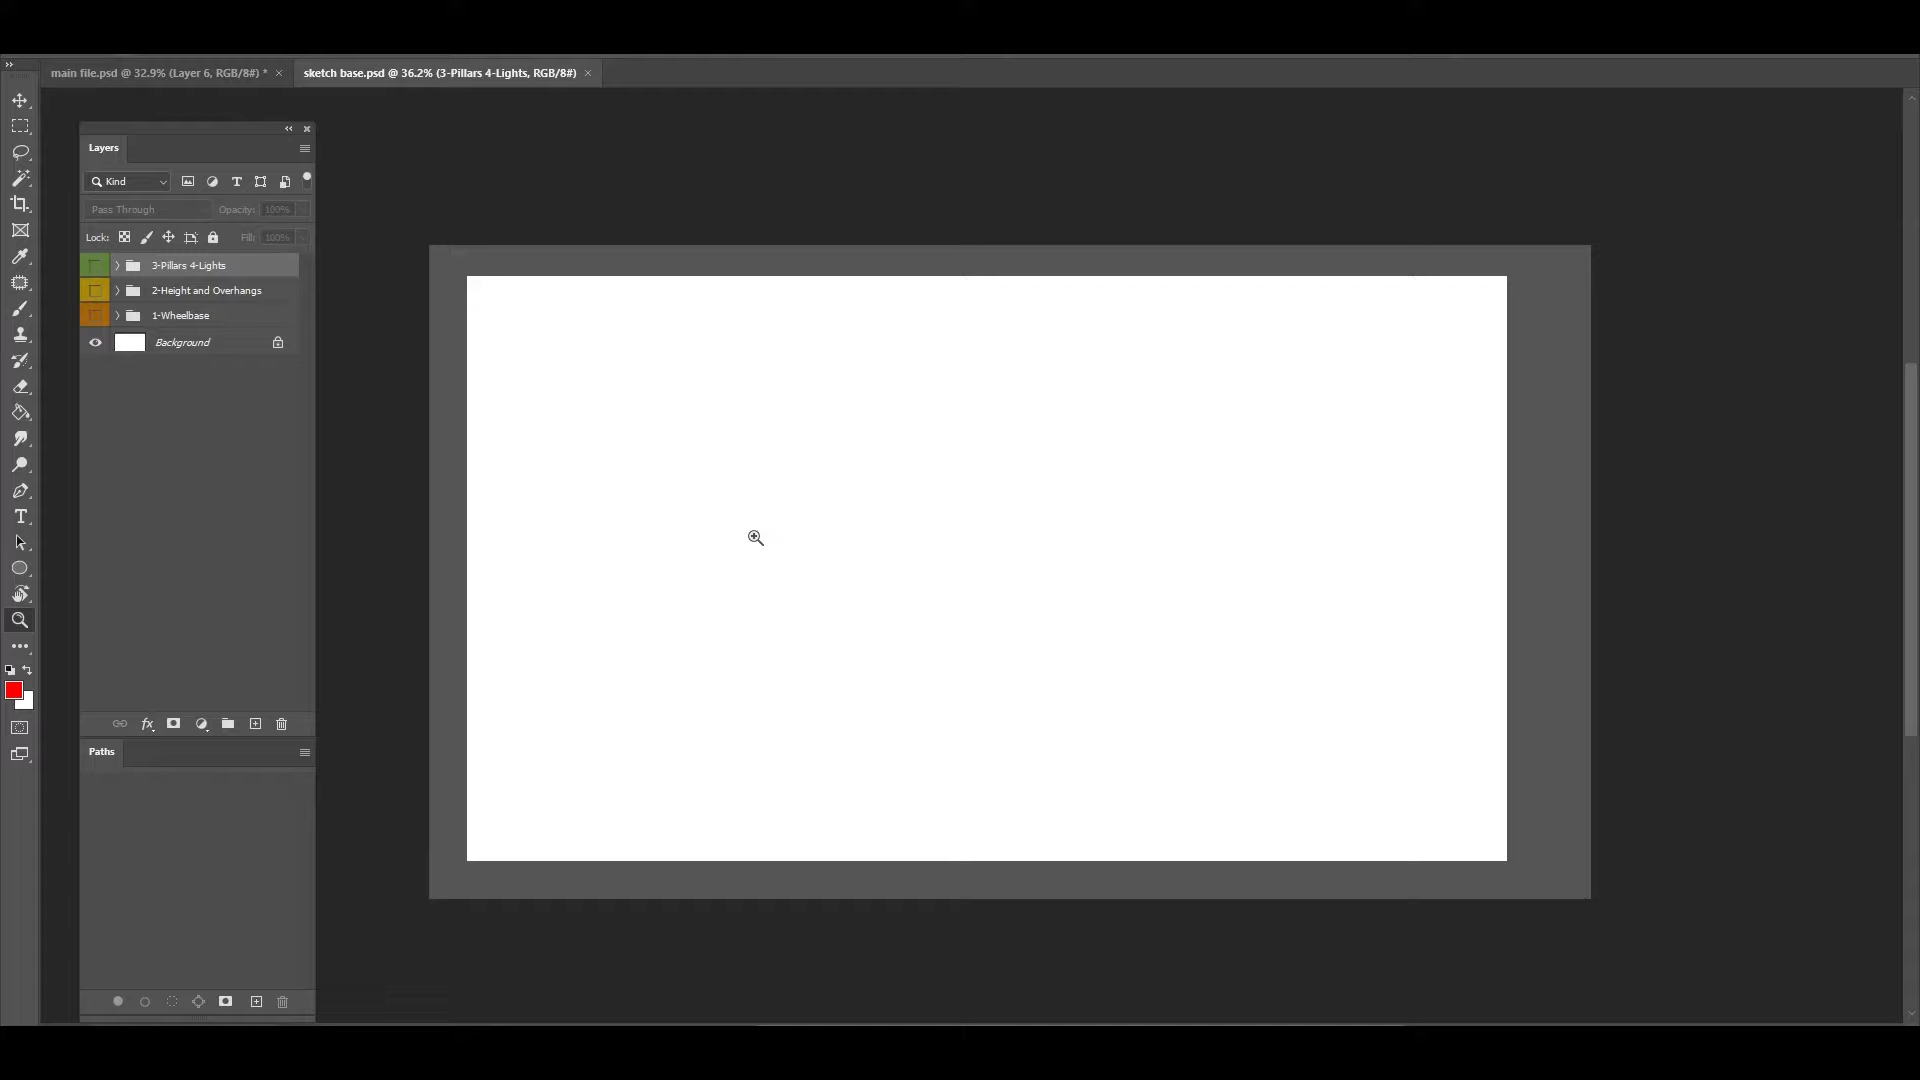 main file.psd @ 32.9% (Layer 6, RGB/8#) *
sketch base.psd @ 36.2% (3-Pillars 4-Lights, RGB/8#)
Layers
Kind
Pass Through
Opacity: 100%
Lock:
Fill: 100%
3-Pillars 4-Lights
2-Height and Overhangs
1-Wheelbase
Background
fx
Paths